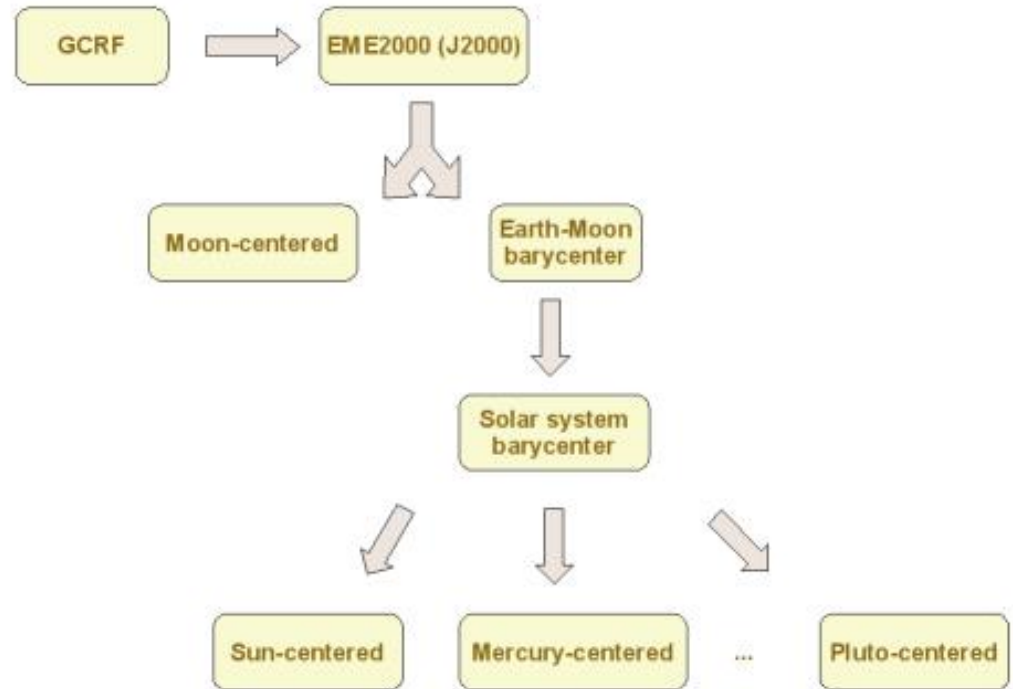 GCRF
EME2000 (J2000)
Moon-centered
Earth-Moon
barycenter
Solar system
barycenter
Sun-centered
Mercury-centered
...
Pluto-centered